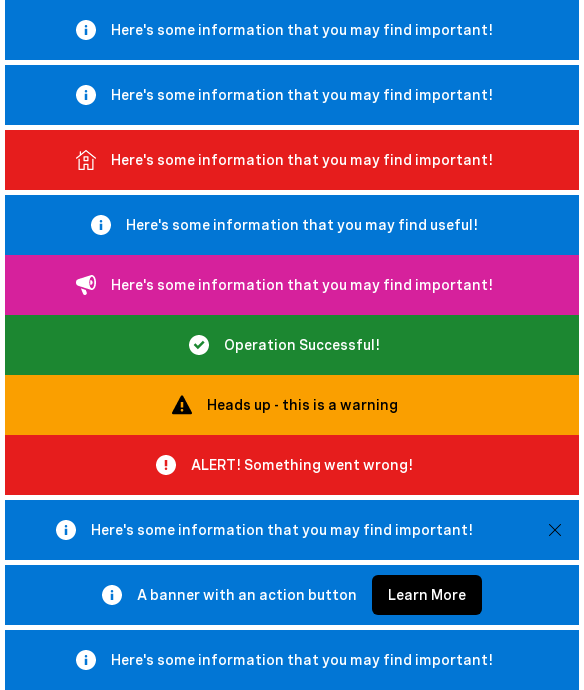 Here's some information that you may find important!
Here's some information that you may find important!
Here's some information that you may find important!
Here's some information that you may find useful!
Here's some information that you may find important!
Operation Successful!
Heads up - this is a warning
ALERT! Something went wrong!
Here's some information that you may find important!
A banner with an action button Learn More
Here's some information that you may find important!